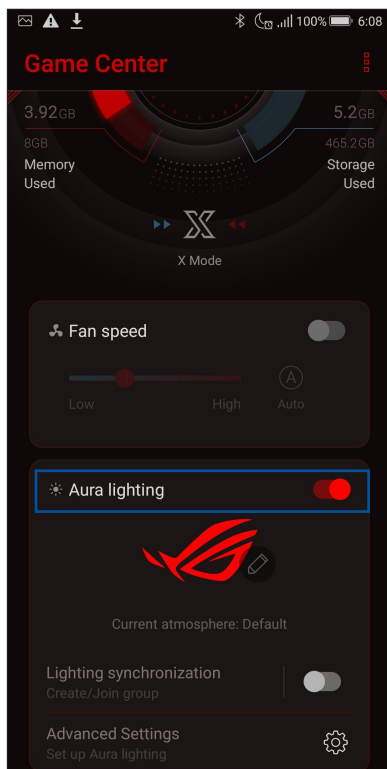 100% 6:08
Game Center
3.92GB 5.2GB
8GB 465.2GB
Memory Used Storage Used
X Mode
Fan speed
A
Low High Auto
Aura lighting
Current atmosphere: Default
Lighting synchronization
Create/Join group
Advanced Settings
Set up Aura lighting